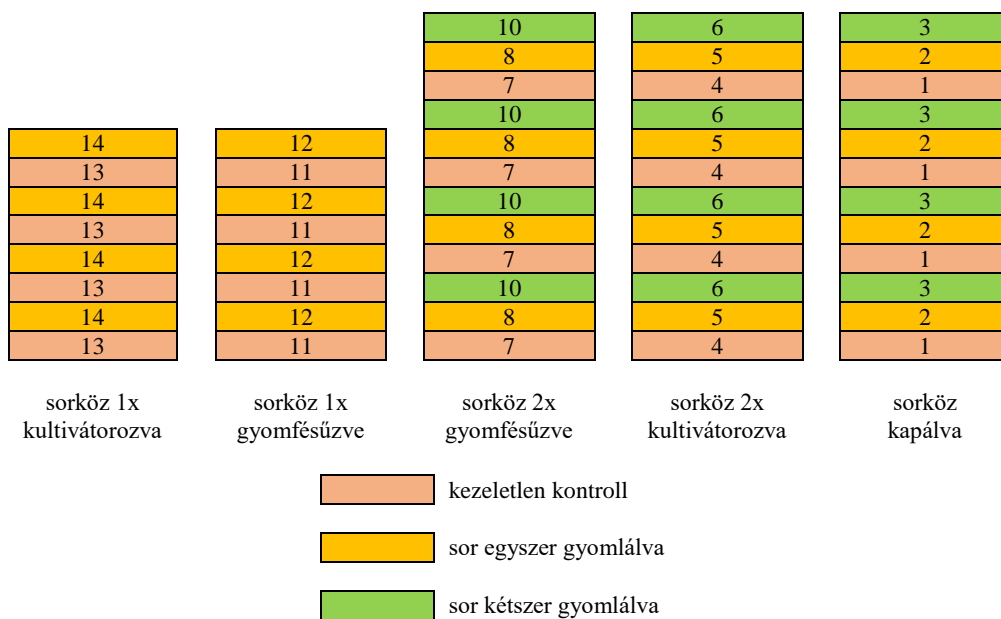 10 6 3
8 5 2
7 4 1
10 6 3
14 12 8 5 2
13 11 7 4 1
14 12 10 6 3
13 11 8 5 2
14 12 7 4 1
13 11 10 6 3
14 12 8 5 2
13 11 7 4 1
sorköz 1x
kultivátorozva
sorköz 1x
gyomfésűzve
sorköz 2x
gyomfésűzve
sorköz 2x
kultivátorozva
sorköz
kapálva
kezeletlen kontroll
sor egyszer gyomlálva
sor kétszer gyomlálva